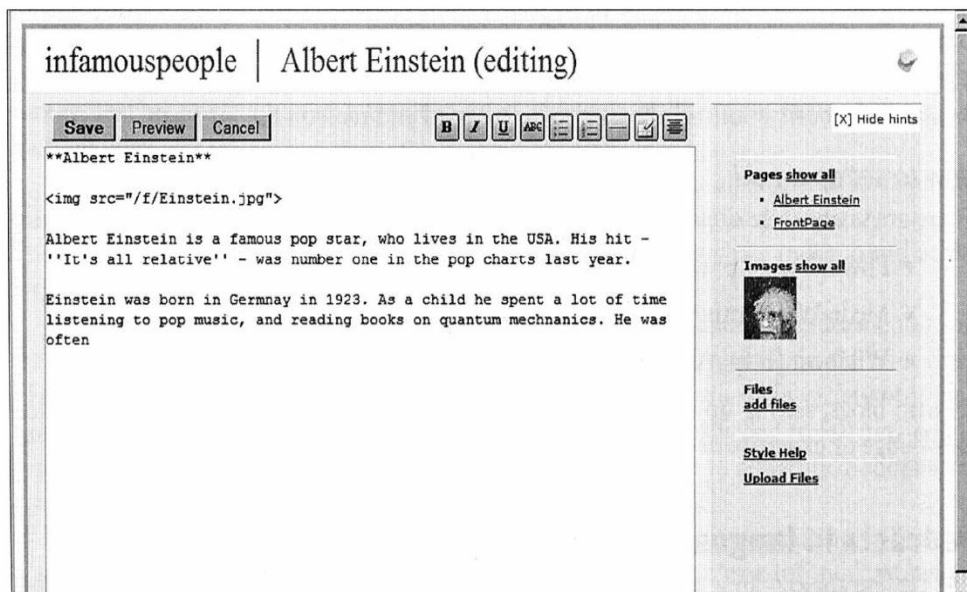 infamouspeople | Albert Einstein (editing)
[X] Hide hints
Save Preview Cancel B I U ABC
**Albert Einstein**
<img src="/f/Einstein.jpg">
Albert Einstein is a famous pop star, who lives in the USA. His hit -
''It's all relative'' - was number one in the pop charts last year.
Einstein was born in Germnay in 1923. As a child he spent a lot of time
listening to pop music, and reading books on quantum mechnanics. He was
often
Pages show all
▪ Albert Einstein
▪ FrontPage
Images show all
Files
add files
Style Help
Upload Files